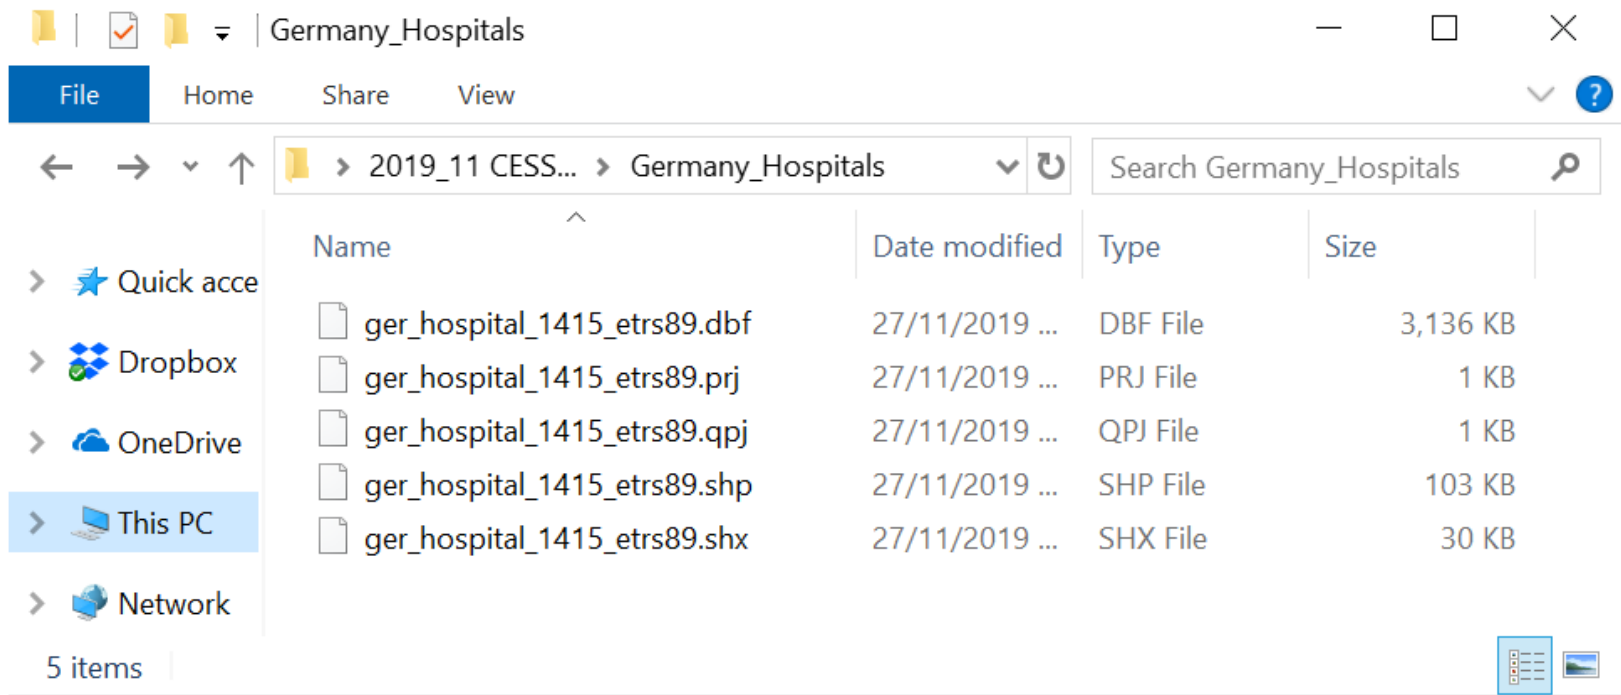 Germany_Hospitals
File Home Share View ?
2019_11 CESS... Germany_Hospitals Search Germany_Hospitals
Name Date modified Type Size
Quick acce
Dropbox
OneDrive
This PC
Network
ger_hospital_1415_etrs89.dbf 27/11/2019 ... DBF File 3,136 KB
ger_hospital_1415_etrs89.prj 27/11/2019 ... PRJ File 1 KB
ger_hospital_1415_etrs89.qpj 27/11/2019 ... QPJ File 1 KB
ger_hospital_1415_etrs89.shp 27/11/2019 ... SHP File 103 KB
ger_hospital_1415_etrs89.shx 27/11/2019 ... SHX File 30 KB
5 items